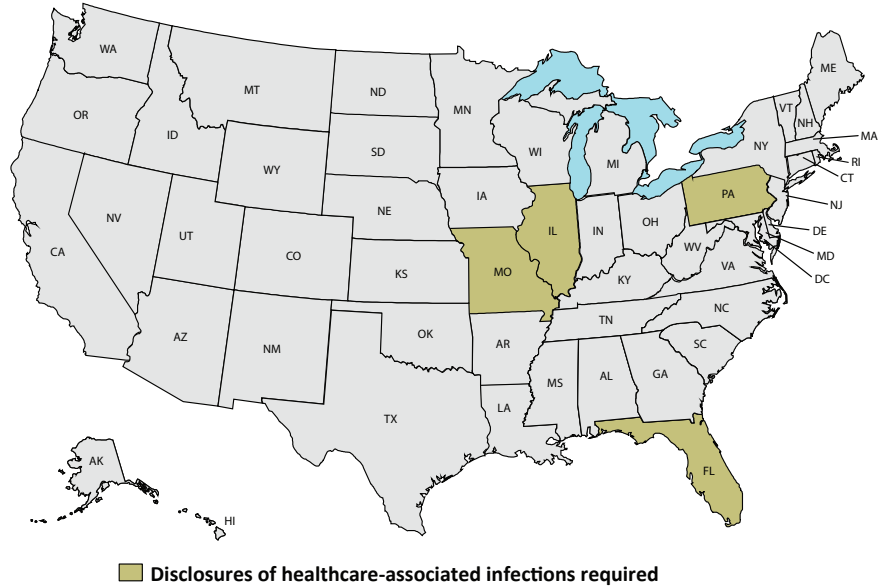 WA
MT
ND
MN
ME
OR
ID
SD
WI
MI
NY
VT
NH
MA
RI
CT
WY
IA
PA
NJ
NV
UT
CO
NE
IL
IN
OH
WV
VA
DE
MD
DC
CA
KS
MO
KY
AZ
NM
OK
AR
TN
NC
SC
TX
LA
MS
AL
GA
FL
AK
HI
Disclosures of healthcare-associated infections required